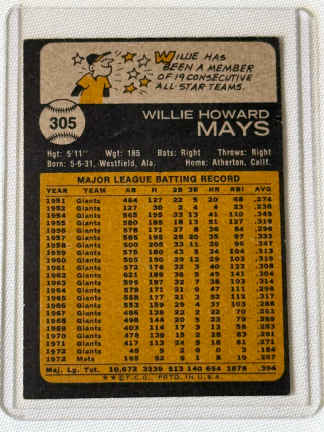 WILLIE HAS
BEEN A MEMBER
OF 19 CONSECUTIVE
ALL-STAR TEAMS.
305
WILLIE HOWARD
MAYS
Hgt: 5'11" Wgt: 185 Bats: Right Throws: Right
Born: 5-6-31, Westfield, Ala. Home: Atherton, Calif.
MAJOR LEAGUE BATTING RECORD
YEAR TEAM AB H 2B 3B HR RBI AVG.
1951 Giants 464 127 22 5 20 68 .274
1952 Giants 127 30 2 4 4 23 .236
1954 Giants 565 195 33 13 41 110 .345
1955 Giants 580 185 18 13 51 127 .319
1956 Giants 578 171 27 8 36 84 .296
1957 Giants 585 195 26 20 35 97 .333
1958 Giants 600 208 33 11 29 96 .347
1959 Giants 575 180 43 5 34 104 .313
1960 Giants 595 190 29 12 29 103 .319
1961 Giants 572 176 32 3 40 123 .308
1962 Giants 621 189 36 5 49 141 .304
1963 Giants 596 187 32 7 38 103 .314
1964 Giants 578 171 21 9 47 111 .296
1965 Giants 558 177 21 3 52 112 .317
1966 Giants 552 159 29 4 37 103 .288
1967 Giants 486 128 22 2 22 70 .263
1968 Giants 498 144 20 5 23 79 .289
1969 Giants 403 114 17 3 13 58 .283
1970 Giants 478 139 15 2 28 83 .291
1971 Giants 417 113 24 5 18 61 .271
1972 Giants 49 9 2 0 0 3 .184
1972 Mets 195 52 9 1 8 19 .267
Maj. Lg. Tot. 10,672 3239 513 140 654 1878 .304
★★© T.C.G. PRTD. IN U.S.A.